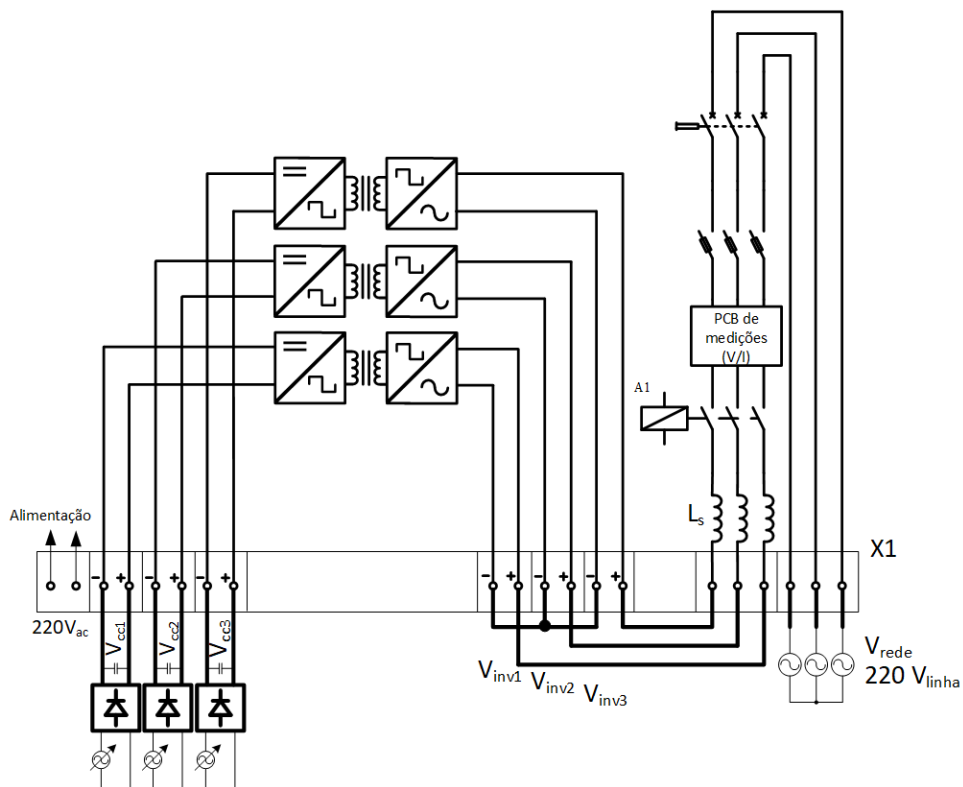 PCB de
medições
(V/I)
A1
Alimentação
Ls
X1
- + - + - + - + - + - +
220Vac
Vcc1
Vcc2
Vcc3
Vinv1
Vinv2
Vinv3
Vrede
220 Vlinha